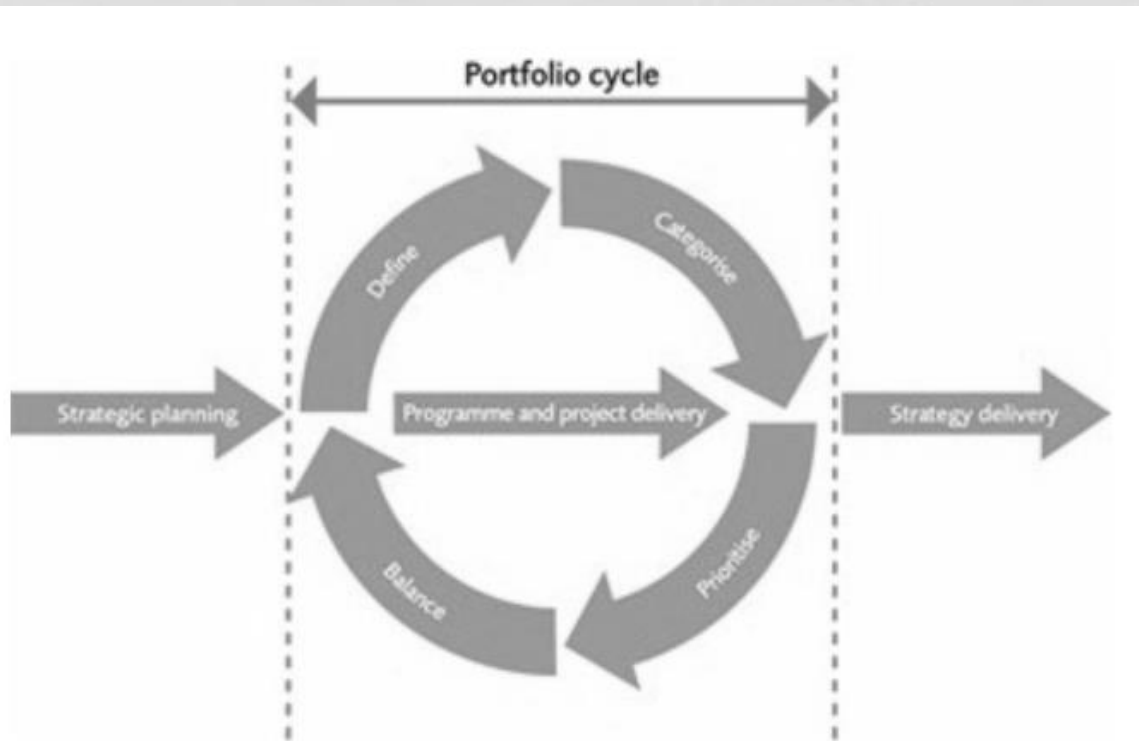 Portfolio cycle
Define
Categorise
Strategic planning
Programme and project delivery
Strategy delivery
Balance
Prioritise